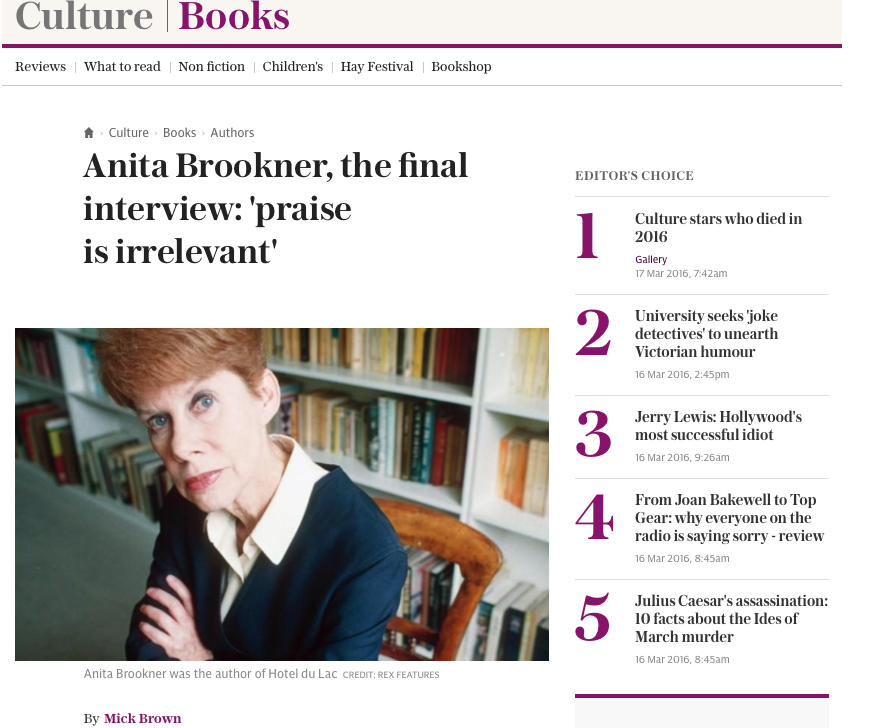 Culture | Books
Reviews | What to read | Non fiction | Children's | Hay Festival | Bookshop
Culture › Books › Authors
Anita Brookner, the final
interview: 'praise
is irrelevant'
Anita Brookner was the author of Hotel du Lac CREDIT: REX FEATURES
By Mick Brown
EDITOR'S CHOICE
1
Culture stars who died in
2016
Gallery
17 Mar 2016, 7:42am
2
University seeks 'joke
detectives' to unearth
Victorian humour
16 Mar 2016, 2:45pm
3
Jerry Lewis: Hollywood's
most successful idiot
16 Mar 2016, 9:26am
4
From Joan Bakewell to Top
Gear: why everyone on the
radio is saying sorry - review
16 Mar 2016, 8:45am
5
Julius Caesar's assassination:
10 facts about the Ides of
March murder
16 Mar 2016, 8:45am